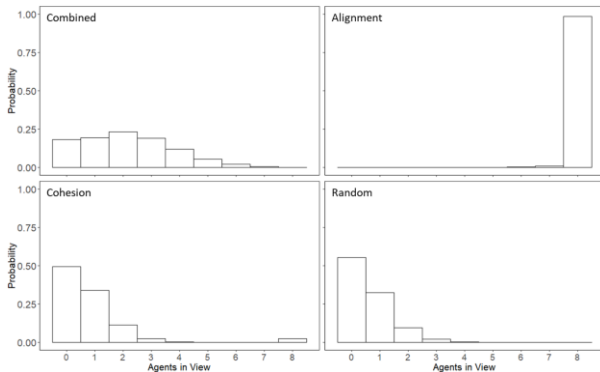 Combined
Alignment
Probability
1.00
0.75
0.50
0.25
0.00
Cohesion
Random
Probability
1.00
0.75
0.50
0.25
0.00
0 1 2 3 4 5 6 7 8
0 1 2 3 4 5 6 7 8
Agents in View
Agents in View